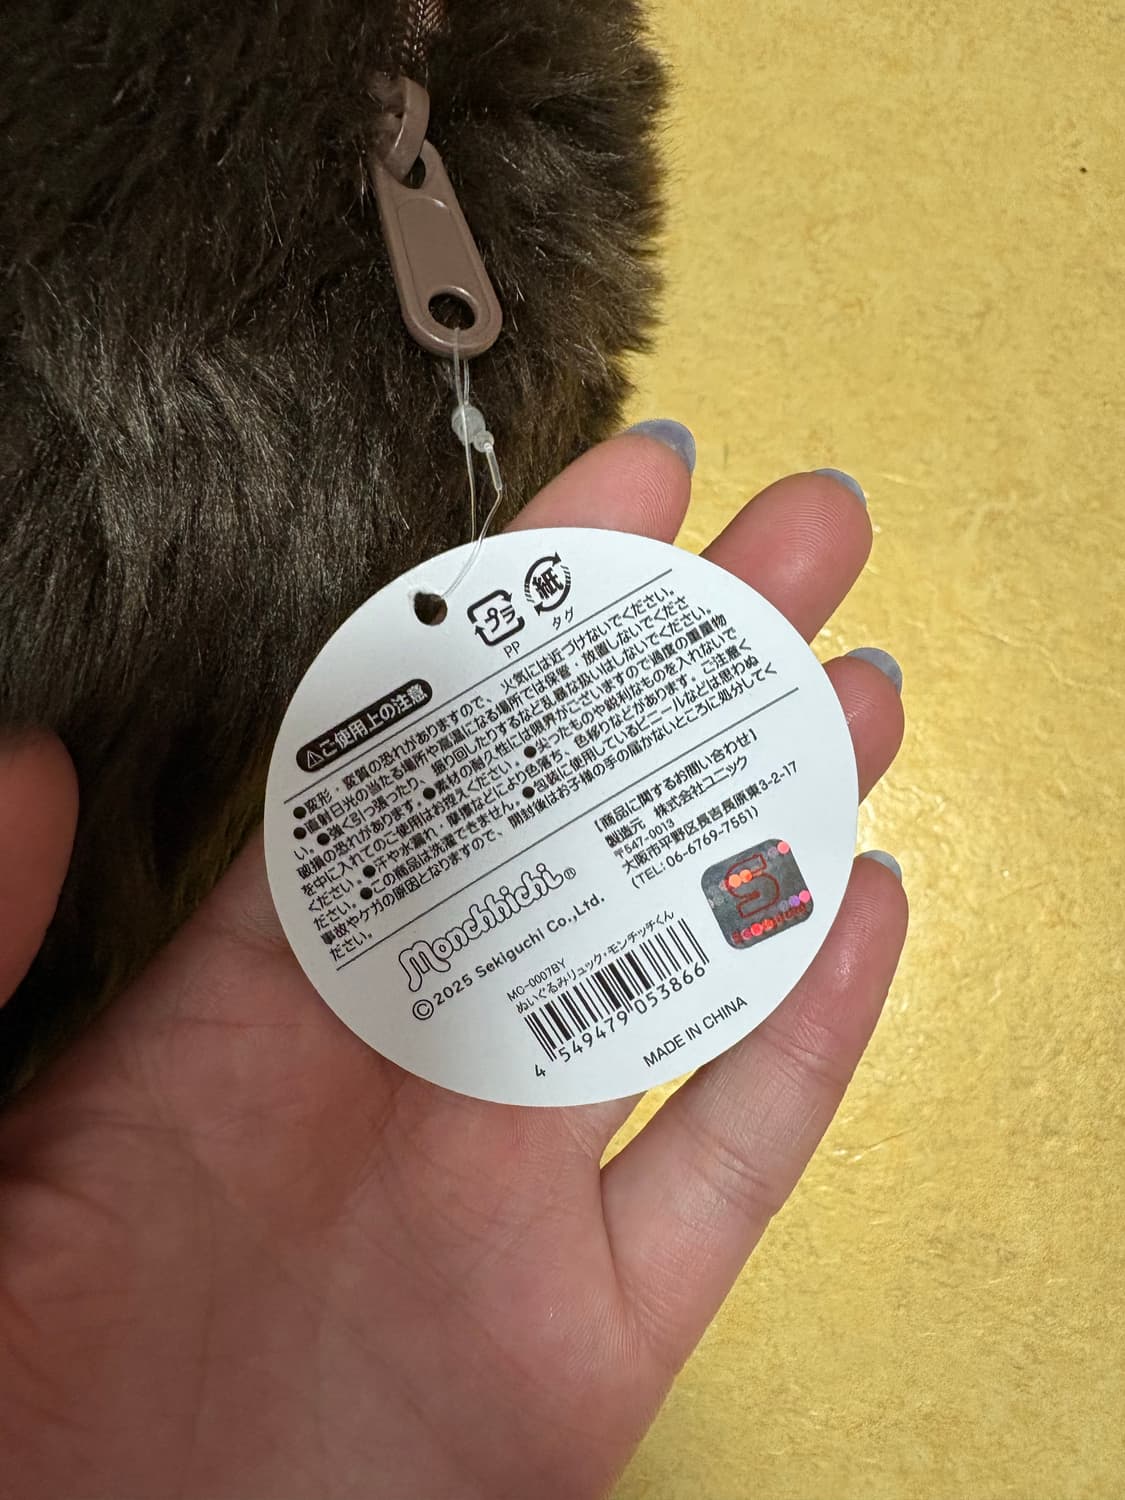 プラ
PP
紙
タグ
⚠ご使用上の注意
●変形・変質の恐れがありますので、火気には近づけないでください。
●直射日光の当たる場所や高温になる場所では保管・放置しないでくださ
い。●強く引っ張ったり、振り回したりするなど乱暴な扱いはしないでください。
破損の恐れがあります。●素材の耐久性には限界がございますので過度の重量物
を中に入れてのご使用はお控えください。●尖ったものや鋭利なものを入れないで
ください。●汗や水濡れ・摩擦などにより色落ち、色移りなどがあります。ご注意く
ださい。●この商品は洗濯できません。●包装に使用しているビニールなどは思わぬ
事故やケガの原因となりますので、開封後はお子様の手の届かないところに処分してく
ださい。
Monchhichi®
©2025 Sekiguchi Co.,Ltd.
[商品に関するお問い合わせ]
製造元 株式会社ユニック
〒547-0013
大阪市平野区長吉長原東3-2-17
(TEL:06-6769-7551)
MC-0007BY
ぬいぐるみリュック・モンチッチくん
4 549479 053866
MADE IN CHINA
S